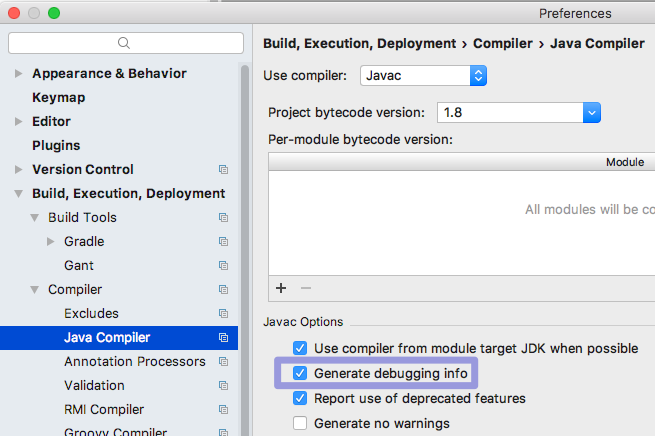 Preferences
Appearance & Behavior
Keymap
Editor
Plugins
Version Control
Build, Execution, Deployment
Build Tools
Gradle
Gant
Compiler
Excludes
Java Compiler
Annotation Processors
Validation
RMI Compiler
Groovy Compiler
Build, Execution, Deployment › Compiler › Java Compiler
Use compiler: Javac
Project bytecode version: 1.8
Per-module bytecode version:
Module
All modules will be co
Javac Options
Use compiler from module target JDK when possible
Generate debugging info
Report use of deprecated features
Generate no warnings